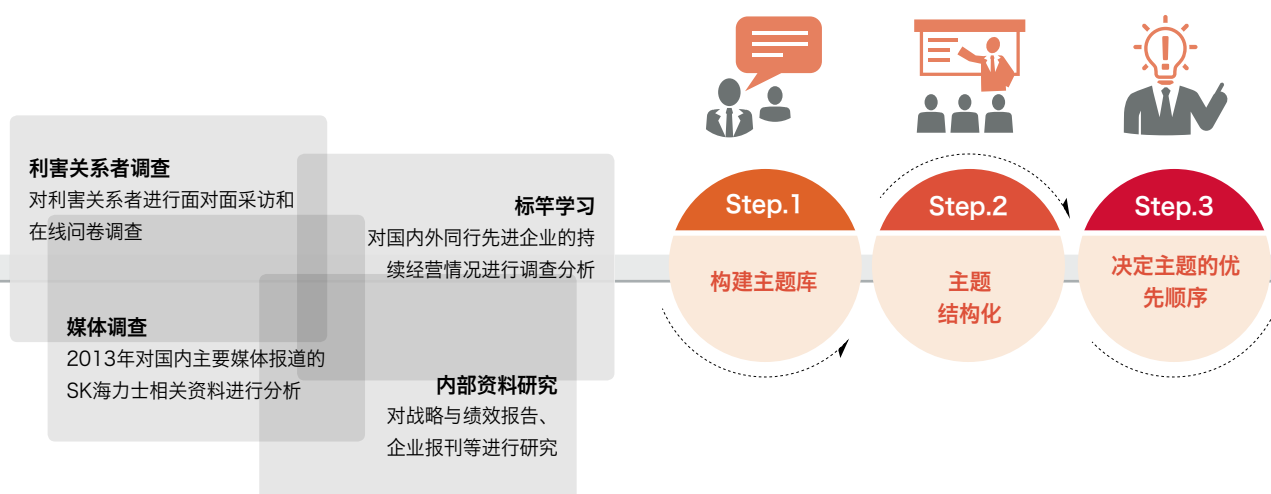 利害关系者调查
对利害关系者进行面对面采访和
在线问卷调查
标竿学习
对国内外同行先进企业的持
续经营情况进行调查分析
媒体调查
2013年对国内主要媒体报道的
SK海力士相关资料进行分析
内部资料研究
对战略与绩效报告、
企业报刊等进行研究
Step.1
构建主题库
Step.2
主题
结构化
Step.3
决定主题的优
先顺序